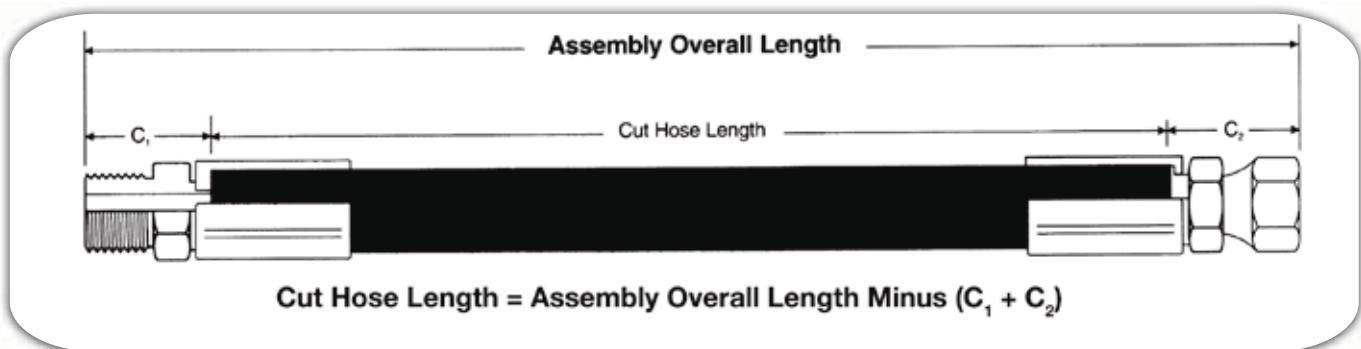 Assembly Overall Length
C₁ Cut Hose Length C₂
Cut Hose Length = Assembly Overall Length Minus (C₁ + C₂)